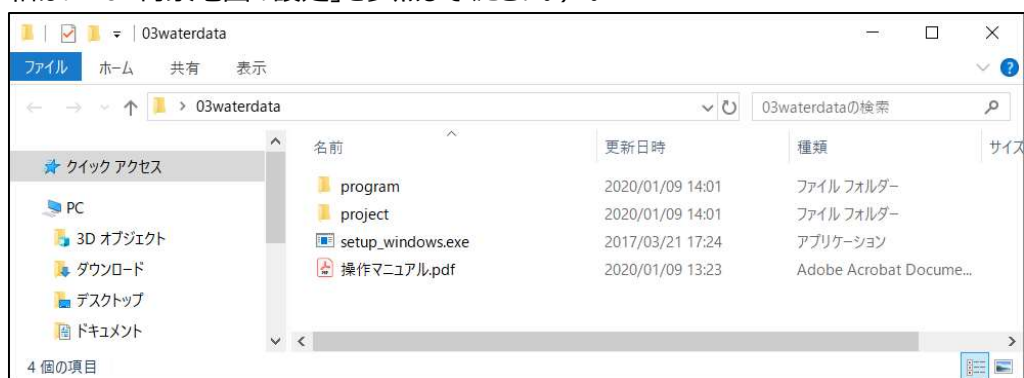 03waterdata
ファイル ホーム 共有 表示
03waterdata
03waterdataの検索
名前 更新日時 種類 サイズ
クイック アクセス
PC
3D オブジェクト
ダウンロード
デスクトップ
ドキュメント
program 2020/01/09 14:01 ファイル フォルダー
project 2020/01/09 14:01 ファイル フォルダー
setup_windows.exe 2017/03/21 17:24 アプリケーション
操作マニュアル.pdf 2020/01/09 13:23 Adobe Acrobat Docume...
4 個の項目